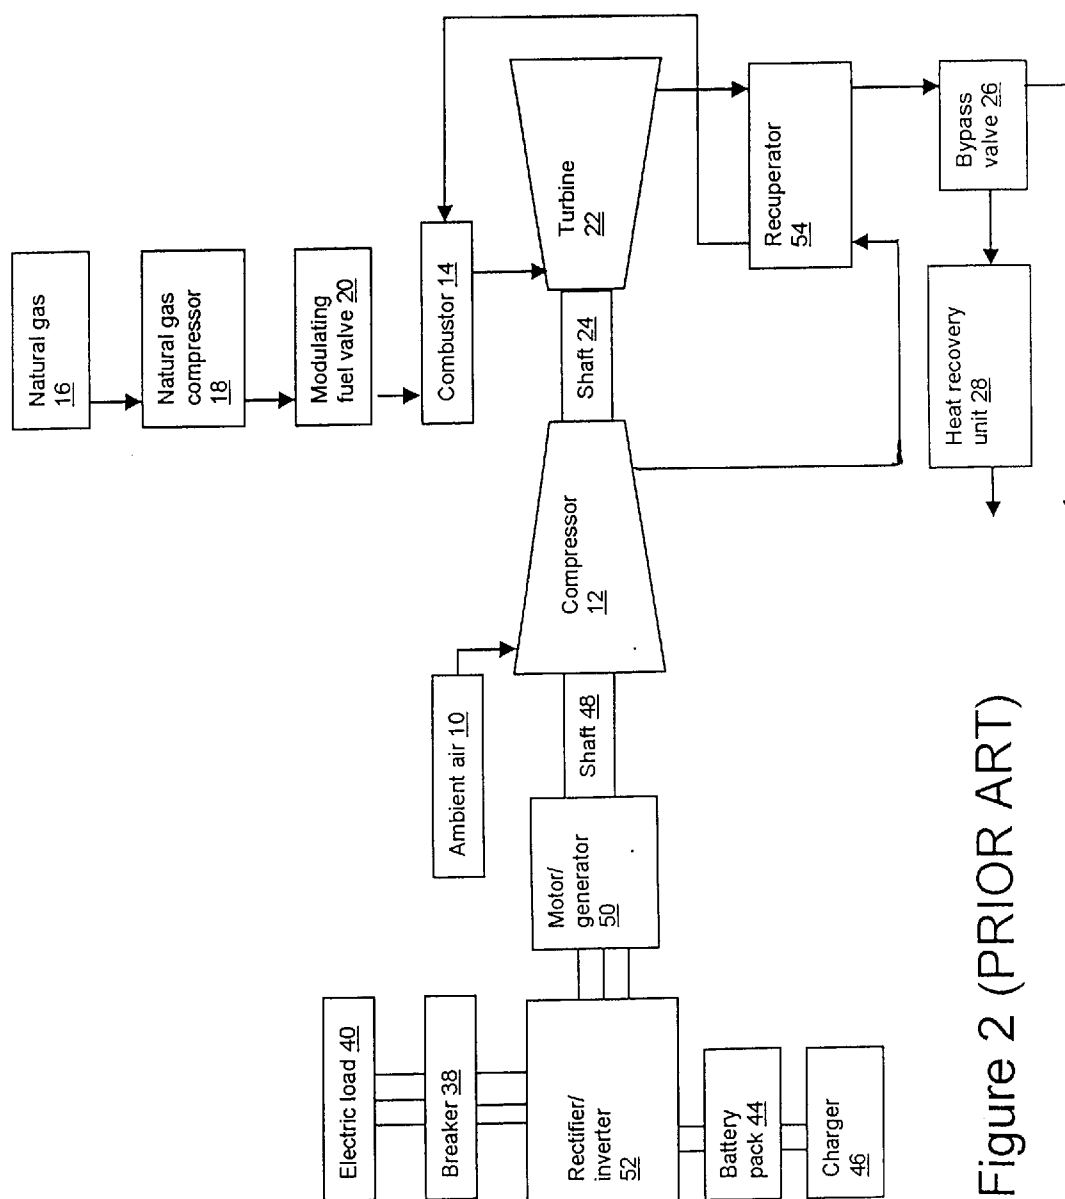 Natural gas
16
Natural gas
compressor
18
Modulating
fuel valve 20
Combustor 14
Turbine
22
Recuperator
54
Bypass
valve 26
Heat recovery
unit 28
Shaft 24
Compressor
12
Ambient air 10
Shaft 48
Motor/
generator
50
Electric load 40
Breaker 38
Rectifier/
inverter
52
Battery
pack 44
Charger
46
Figure 2 (PRIOR ART)